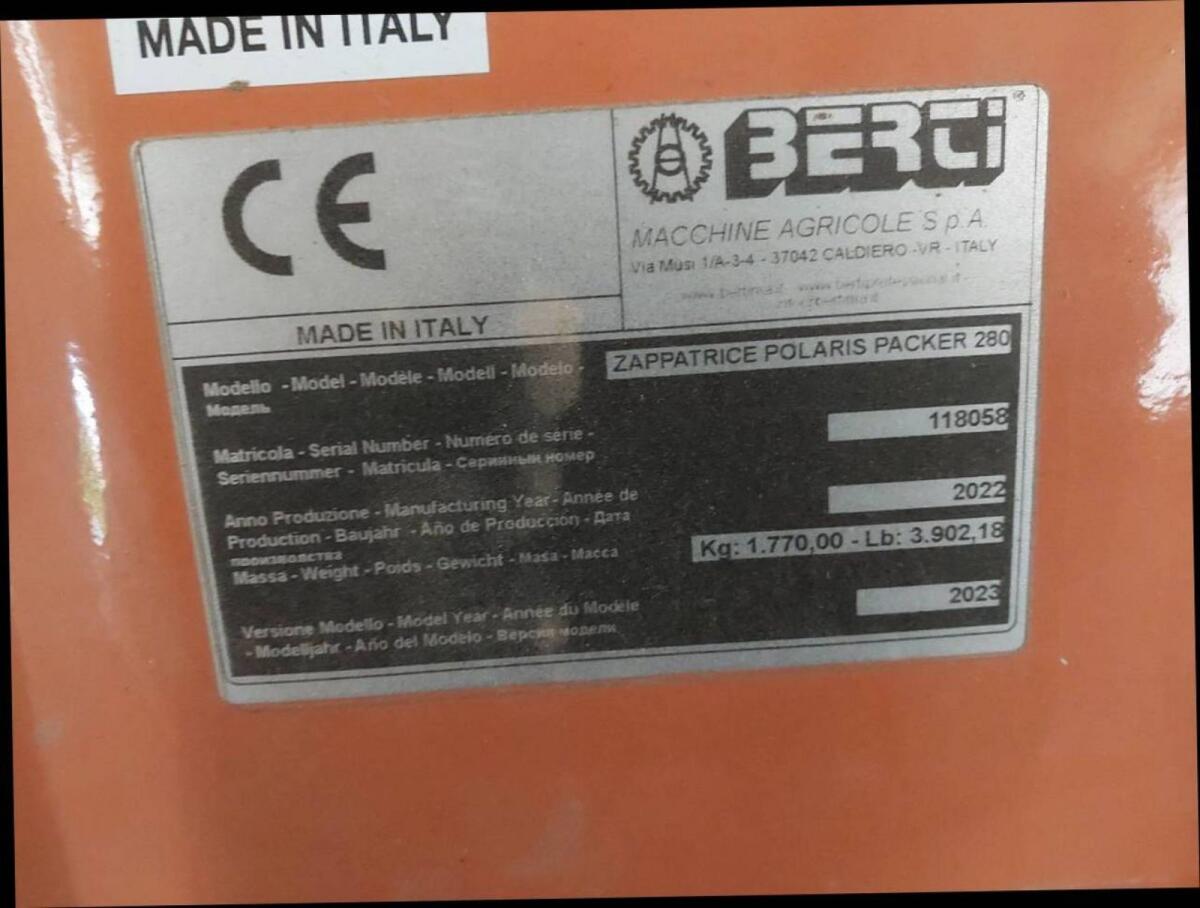 MADE IN ITALY
CE
BERTI ®
MACCHINE AGRICOLE S.p.A.
Via Musi 1/A-3-4 - 37042 CALDIERO -VR - ITALY
MADE IN ITALY
Modello - Model - Modèle - Modell - Modelo -
Модель
ZAPPATRICE POLARIS PACKER 280
Matricola - Serial Number - Numéro de série -
Seriennummer - Matricula - Серийный номер
118058
Anno Produzione - Manufacturing Year - Année de
Production - Baujahr - Año de Producción - Дата
производства
2022
Massa - Weight - Poids - Gewicht - Masa - Масса
Kg: 1.770,00 - Lb: 3.902,18
Versione Modello - Model Year - Année du Modèle
- Modelljahr - Año del Modelo - Версия модели
2023